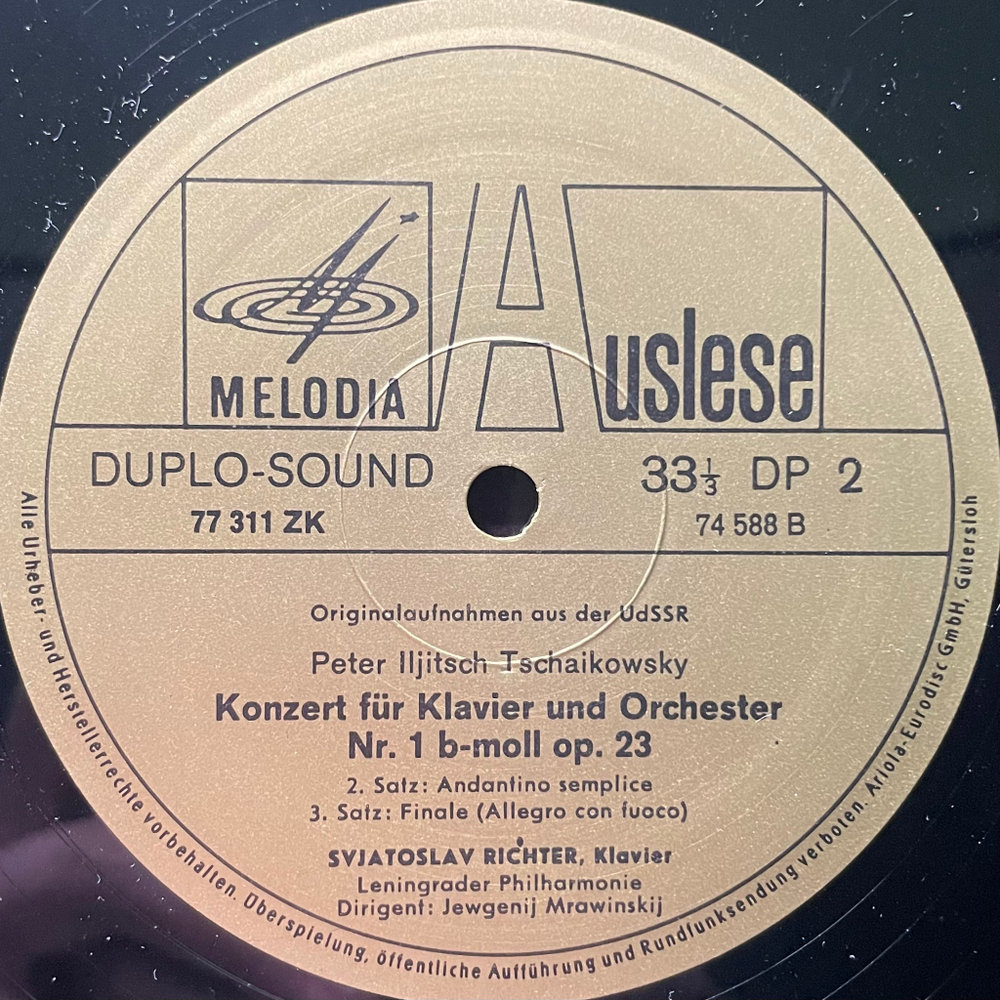 MELODIA
Auslese
DUPLO-SOUND
33⅓ DP 2
77 311 ZK
74 588 B
Originalaufnahmen aus der UdSSR
Peter Iljitsch Tschaikowsky
Konzert für Klavier und Orchester
Nr. 1 b-moll op. 23
2. Satz: Andantino semplice
3. Satz: Finale (Allegro con fuoco)
SVJATOSLAV RICHTER, Klavier
Leningrader Philharmonie
Dirigent: Jewgenij Mrawinskij
Alle Urheber- und Herstellerrechte vorbehalten. Überspielung, öffentliche Aufführung und Rundfunksendung verboten. Ariola-Eurodisc GmbH, Gütersloh